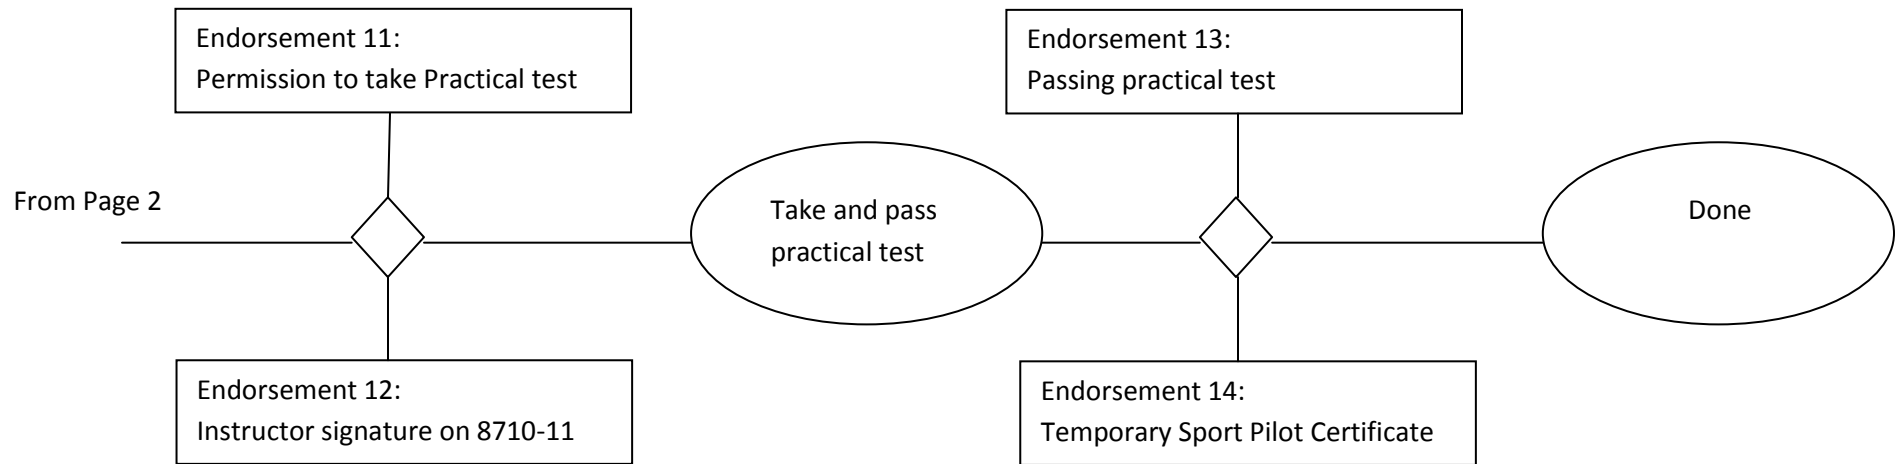 Endorsement 11:
Permission to take Practical test
Endorsement 13:
Passing practical test
From Page 2
Take and pass
practical test
Done
Endorsement 12:
Instructor signature on 8710-11
Endorsement 14:
Temporary Sport Pilot Certificate